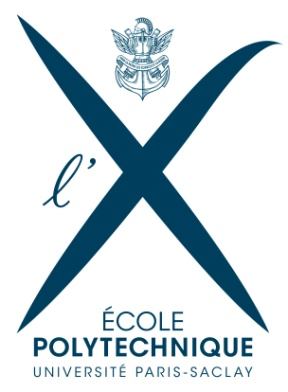 l'X
ÉCOLE
POLYTECHNIQUE
UNIVERSITÉ PARIS-SACLAY